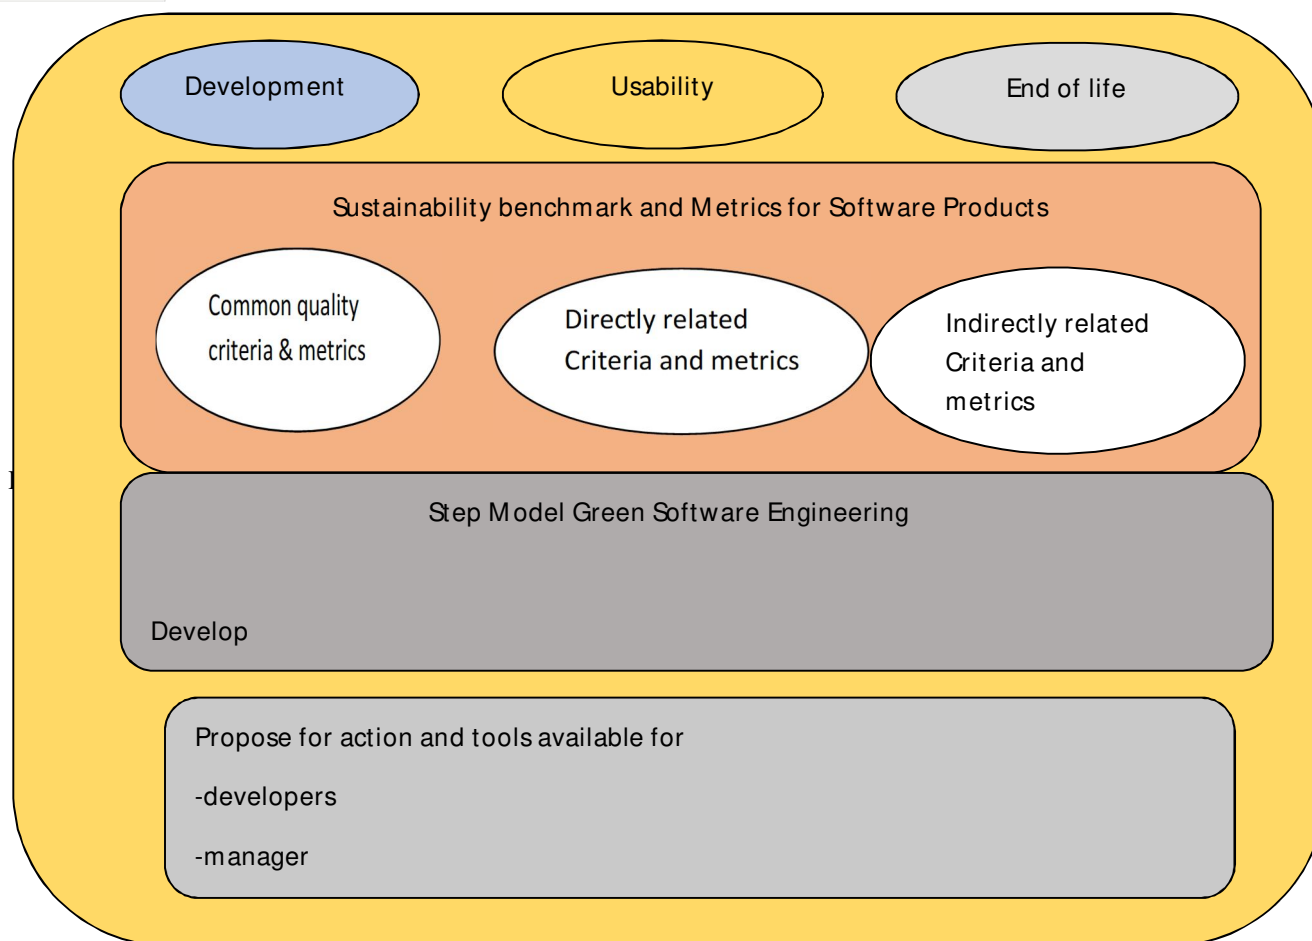 Development
Usability
End of life
Sustainability benchmark and Metrics for Software Products
Common quality
criteria & metrics
Directly related
Criteria and metrics
Indirectly related
Criteria and
metrics
Step Model Green Software Engineering
Develop
Propose for action and tools available for
-developers
-manager